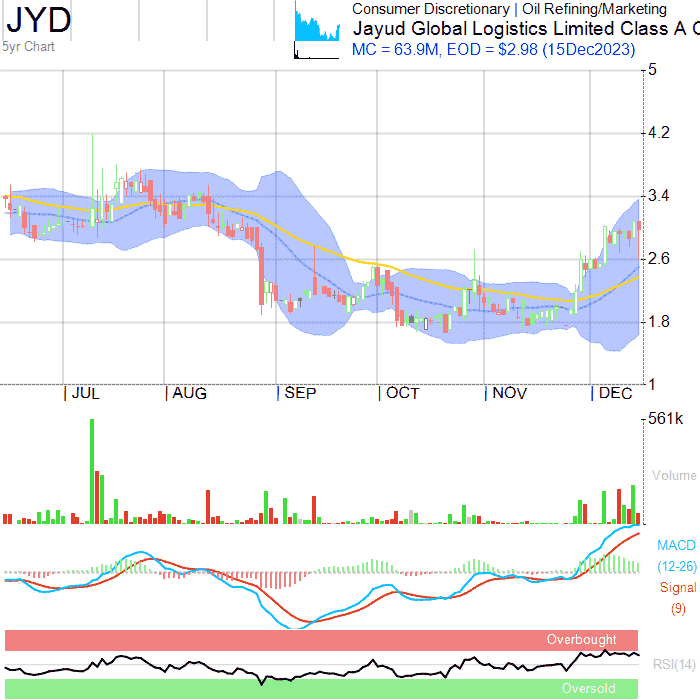 JYD
5yr Chart
Consumer Discretionary | Oil Refining/Marketing
Jayud Global Logistics Limited Class A O
MC = 63.9M, EOD = $2.98 (15Dec2023)
5
4.2
3.4
2.6
1.8
1
JUL AUG SEP OCT NOV DEC
561k
Volume
MACD
(12-26)
Signal
(9)
Overbought
RSI(14)
Oversold